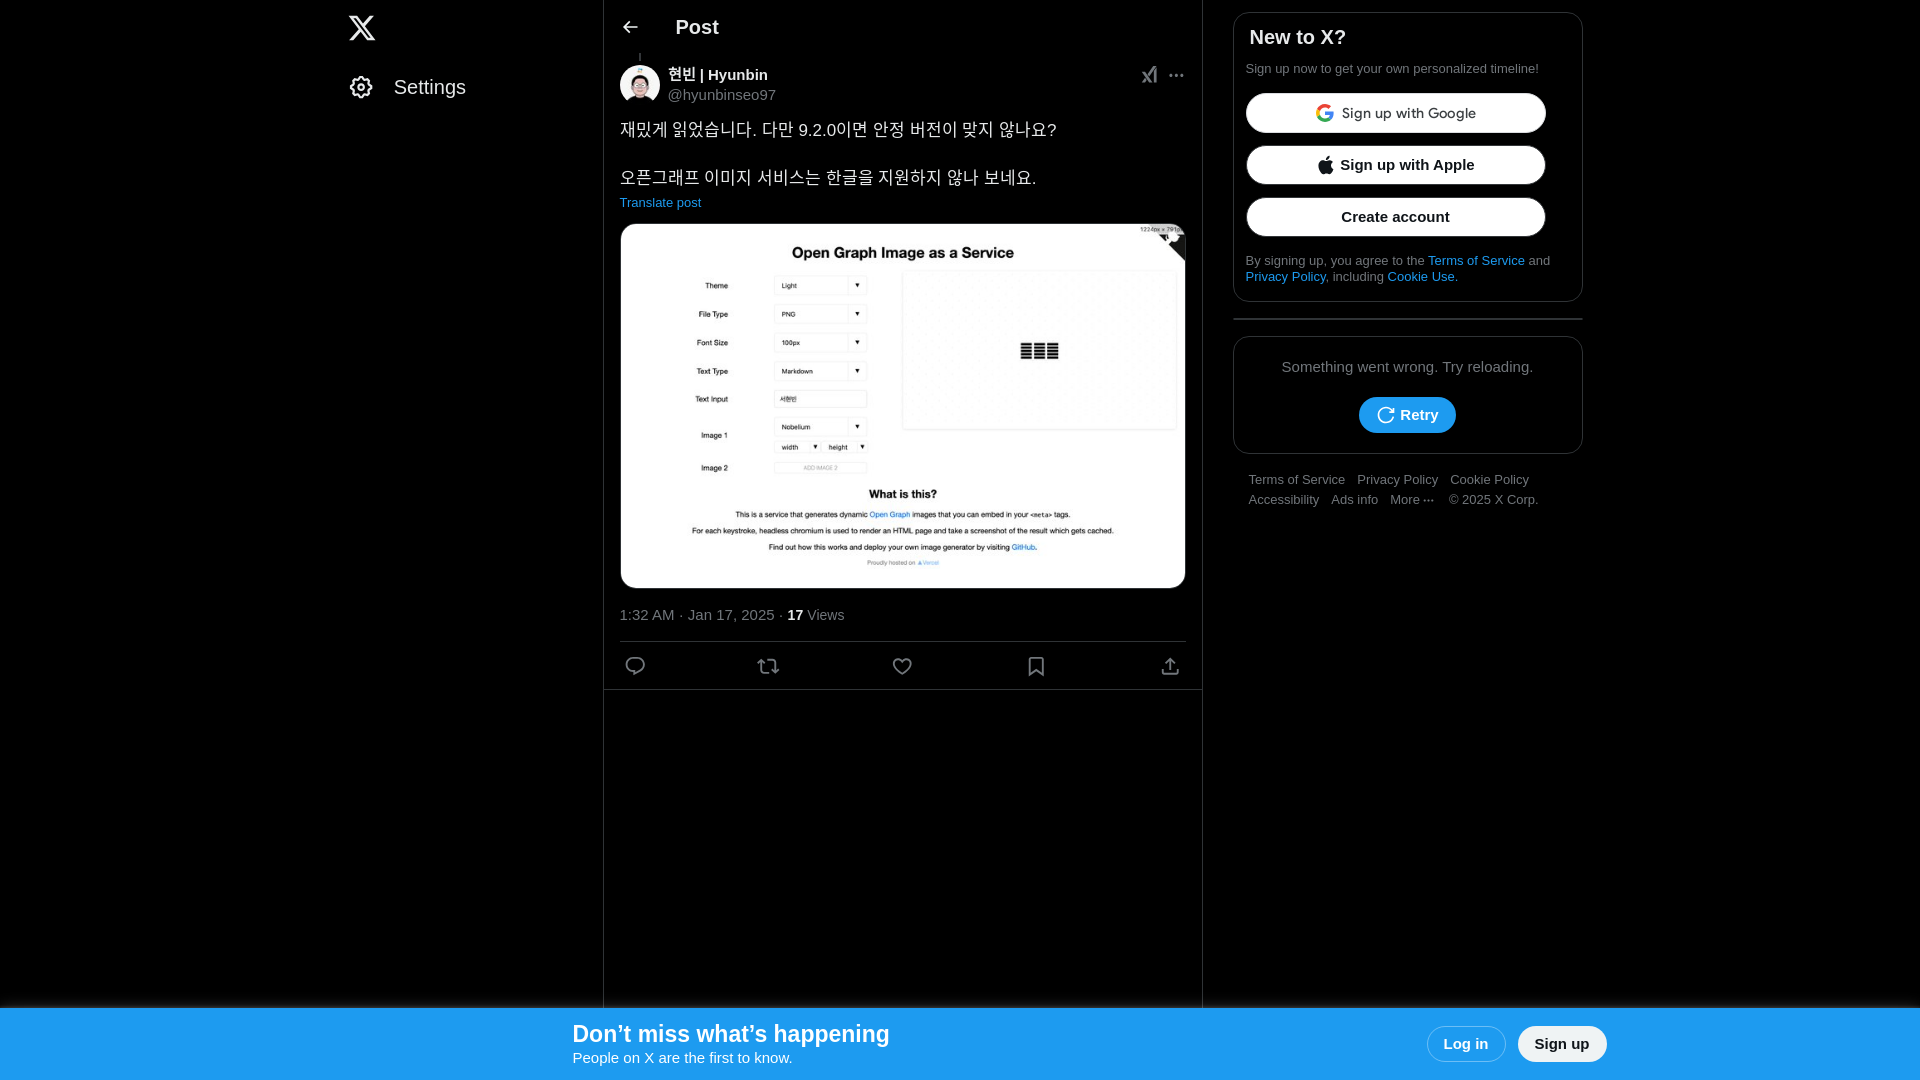 Settings
Post
현빈 | Hyunbin
@hyunbinseo97
재밌게 읽었습니다. 다만 9.2.0이면 안정 버전이 맞지 않나요?
오픈그래프 이미지 서비스는 한글을 지원하지 않나 보네요.
Translate post
1224px × 791px
Open Graph Image as a Service
Theme
Light
File Type
PNG
Font Size
100px
Text Type
Markdown
Text Input
서현빈
Image 1
Nobelium
width
height
Image 2
ADD IMAGE 2
What is this?
This is a service that generates dynamic Open Graph images that you can embed in your <meta> tags.
For each keystroke, headless chromium is used to render an HTML page and take a screenshot of the result which gets cached.
Find out how this works and deploy your own image generator by visiting GitHub.
Proudly hosted on ▲Vercel
1:32 AM · Jan 17, 2025 · 17 Views
New to X?
Sign up now to get your own personalized timeline!
Sign up with Google
Sign up with Apple
Create account
By signing up, you agree to the Terms of Service and
Privacy Policy, including Cookie Use.
Something went wrong. Try reloading.
Retry
Terms of Service Privacy Policy Cookie Policy
Accessibility Ads info More ··· © 2025 X Corp.
Don’t miss what’s happening
People on X are the first to know.
Log in
Sign up